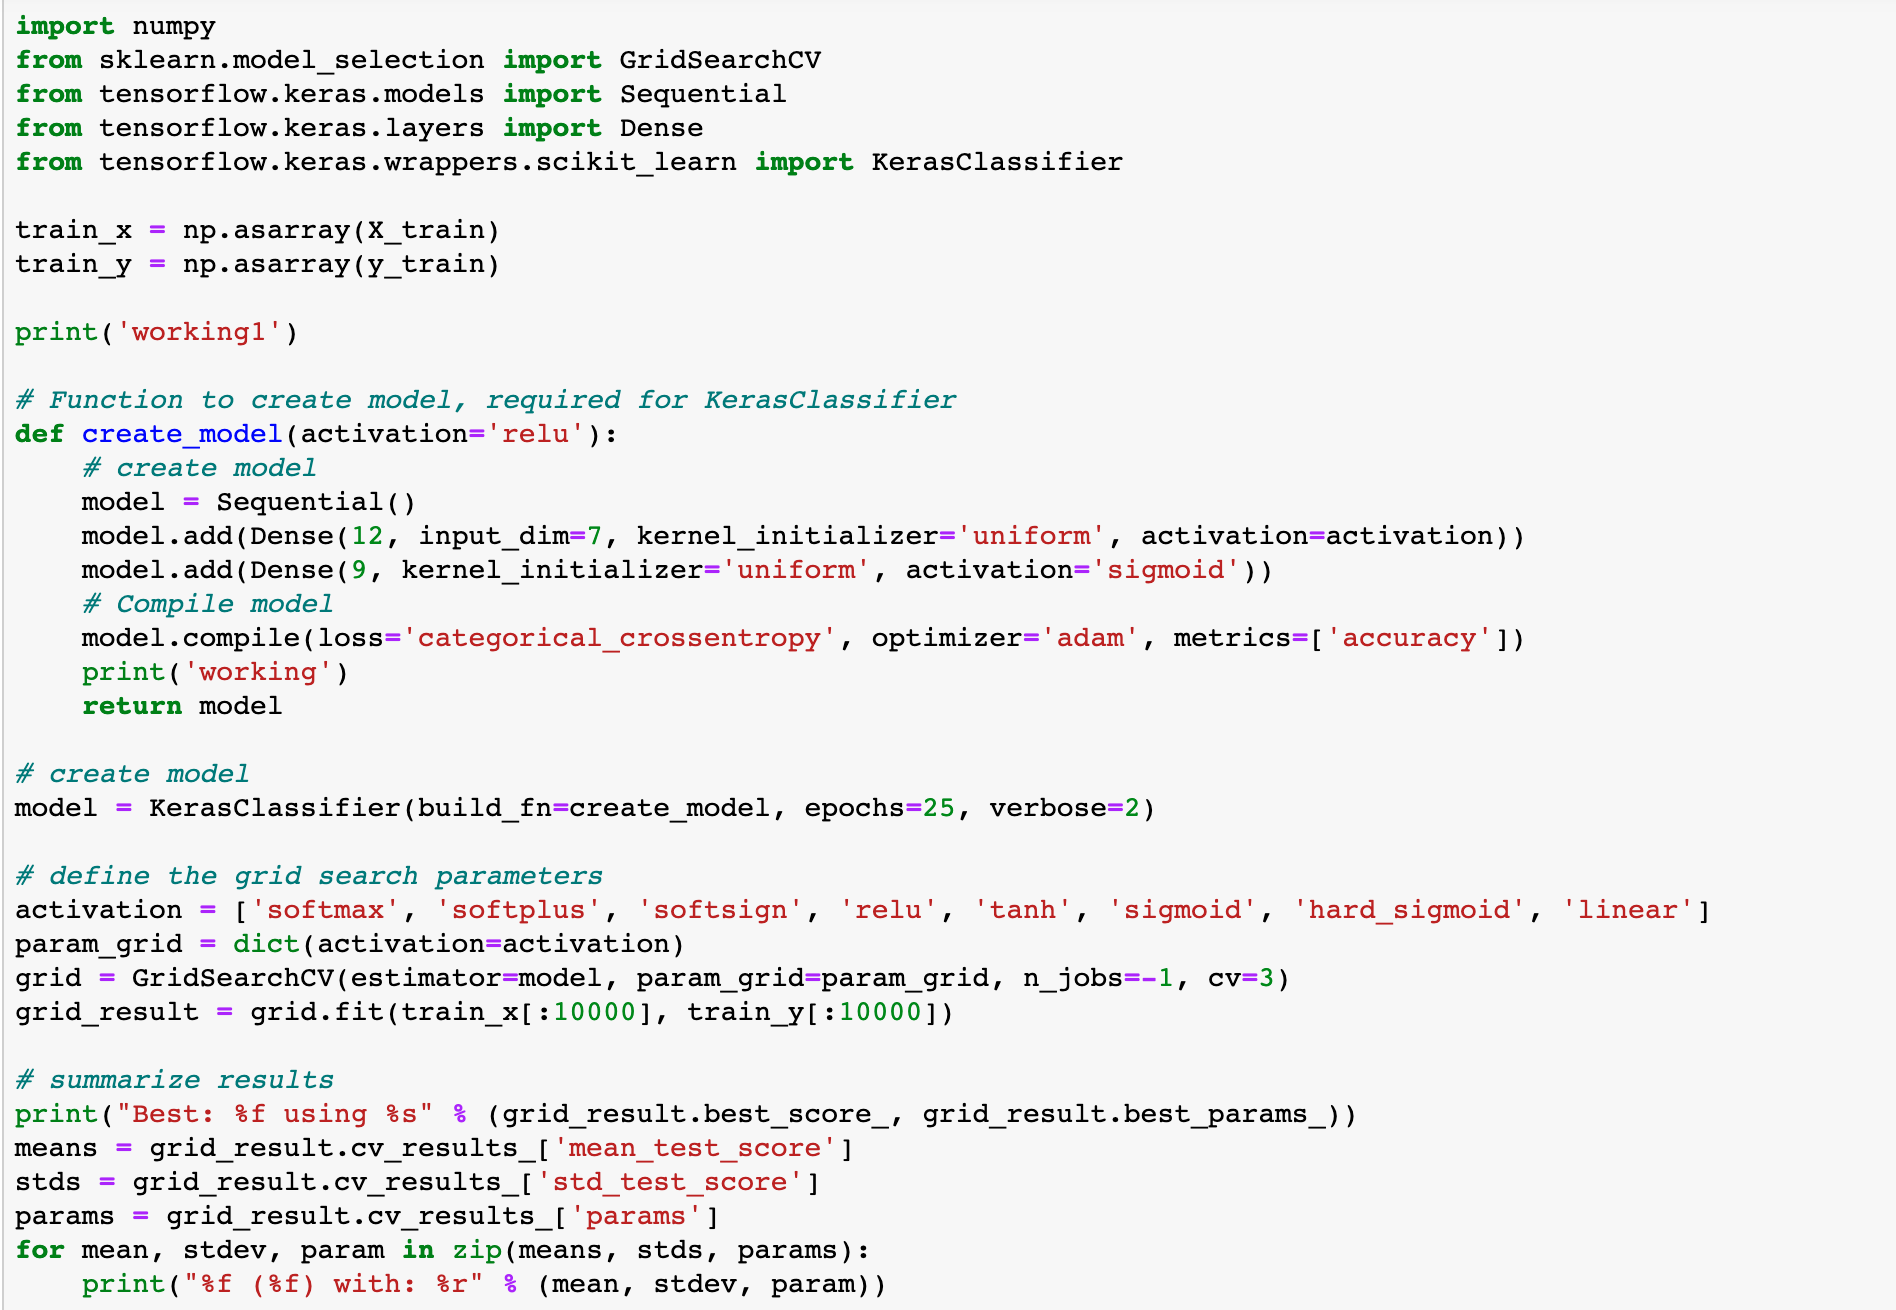 import numpy
from sklearn.model_selection import GridSearchCV
from tensorflow.keras.models import Sequential
from tensorflow.keras.layers import Dense
from tensorflow.keras.wrappers.scikit_learn import KerasClassifier

train_x = np.asarray(X_train)
train_y = np.asarray(y_train)

print('working1')

# Function to create model, required for KerasClassifier
def create_model(activation='relu'):
    # create model
    model = Sequential()
    model.add(Dense(12, input_dim=7, kernel_initializer='uniform', activation=activation))
    model.add(Dense(9, kernel_initializer='uniform', activation='sigmoid'))
    # Compile model
    model.compile(loss='categorical_crossentropy', optimizer='adam', metrics=['accuracy'])
    print('working')
    return model

# create model
model = KerasClassifier(build_fn=create_model, epochs=25, verbose=2)

# define the grid search parameters
activation = ['softmax', 'softplus', 'softsign', 'relu', 'tanh', 'sigmoid', 'hard_sigmoid', 'linear']
param_grid = dict(activation=activation)
grid = GridSearchCV(estimator=model, param_grid=param_grid, n_jobs=-1, cv=3)
grid_result = grid.fit(train_x[:10000], train_y[:10000])

# summarize results
print("Best: %f using %s" % (grid_result.best_score_, grid_result.best_params_))
means = grid_result.cv_results_['mean_test_score']
stds = grid_result.cv_results_['std_test_score']
params = grid_result.cv_results_['params']
for mean, stdev, param in zip(means, stds, params):
    print("%f (%f) with: %r" % (mean, stdev, param))